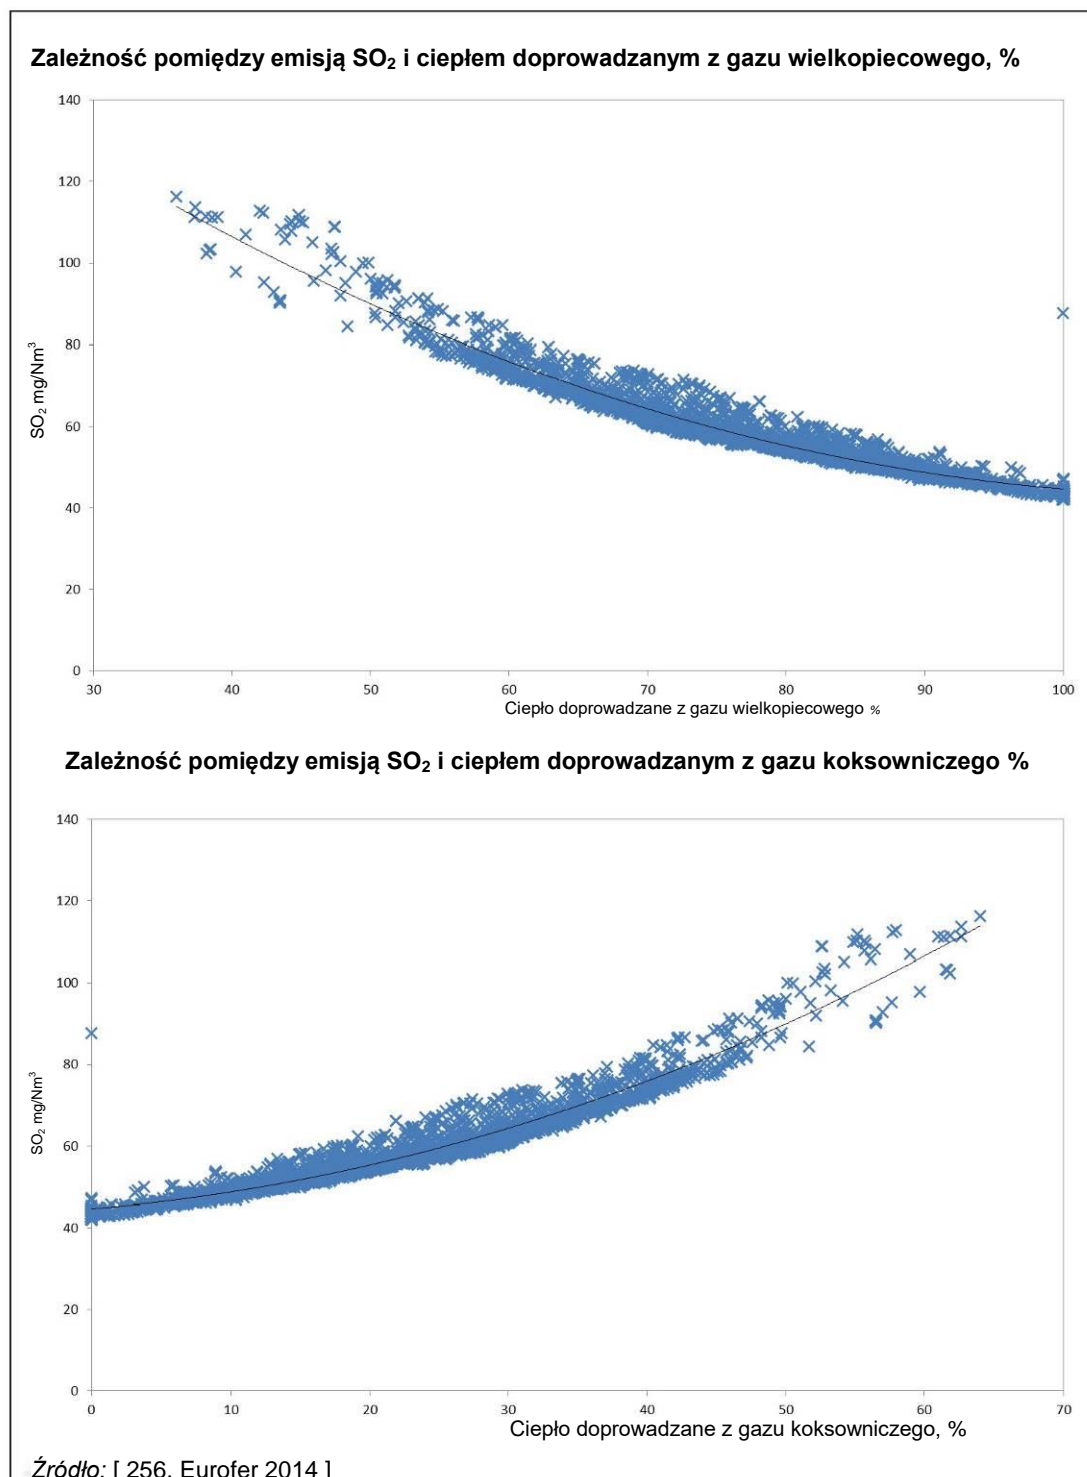 Zależność pomiędzy emisją SO₂ i ciepłem doprowadzanym z gazu wielkopiecowego, %
140
120
100
80
60
40
20
0
SO₂ mg/Nm³
30 40 50 60 70 80 90 100
Ciepło doprowadzane z gazu wielkopiecowego %
Zależność pomiędzy emisją SO₂ i ciepłem doprowadzanym z gazu koksowniczego %
140
120
100
80
60
40
20
0
SO₂ mg/Nm³
0 10 20 30 40 50 60 70
Ciepło doprowadzane z gazu koksowniczego, %
Źródło: [ 256, Eurofer 2014 ]